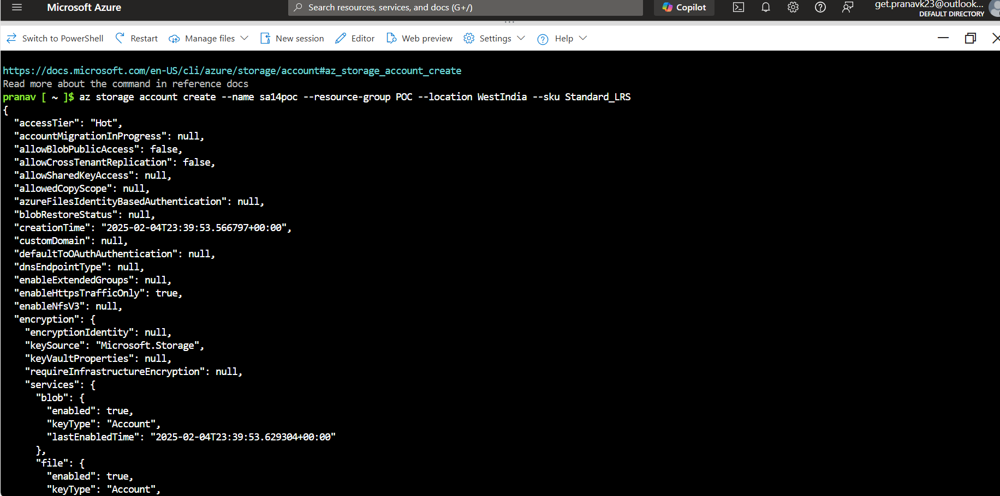 Microsoft Azure
Search resources, services, and docs (G+/)
Copilot
get.pranavk23@outlook...
DEFAULT DIRECTORY
Switch to PowerShell Restart Manage files New session Editor Web preview Settings Help
https://docs.microsoft.com/en-US/cli/azure/storage/account#az_storage_account_create
Read more about the command in reference docs
pranav [ ~ ]$ az storage account create --name sa14poc --resource-group POC --location WestIndia --sku Standard_LRS
{
  "accessTier": "Hot",
  "accountMigrationInProgress": null,
  "allowBlobPublicAccess": false,
  "allowCrossTenantReplication": false,
  "allowSharedKeyAccess": null,
  "allowedCopyScope": null,
  "azureFilesIdentityBasedAuthentication": null,
  "blobRestoreStatus": null,
  "creationTime": "2025-02-04T23:39:53.566797+00:00",
  "customDomain": null,
  "defaultToOAuthAuthentication": null,
  "dnsEndpointType": null,
  "enableExtendedGroups": null,
  "enableHttpsTrafficOnly": true,
  "enableNfsV3": null,
  "encryption": {
    "encryptionIdentity": null,
    "keySource": "Microsoft.Storage",
    "keyVaultProperties": null,
    "requireInfrastructureEncryption": null,
    "services": {
      "blob": {
        "enabled": true,
        "keyType": "Account",
        "lastEnabledTime": "2025-02-04T23:39:53.629304+00:00"
      },
      "file": {
        "enabled": true,
        "keyType": "Account",